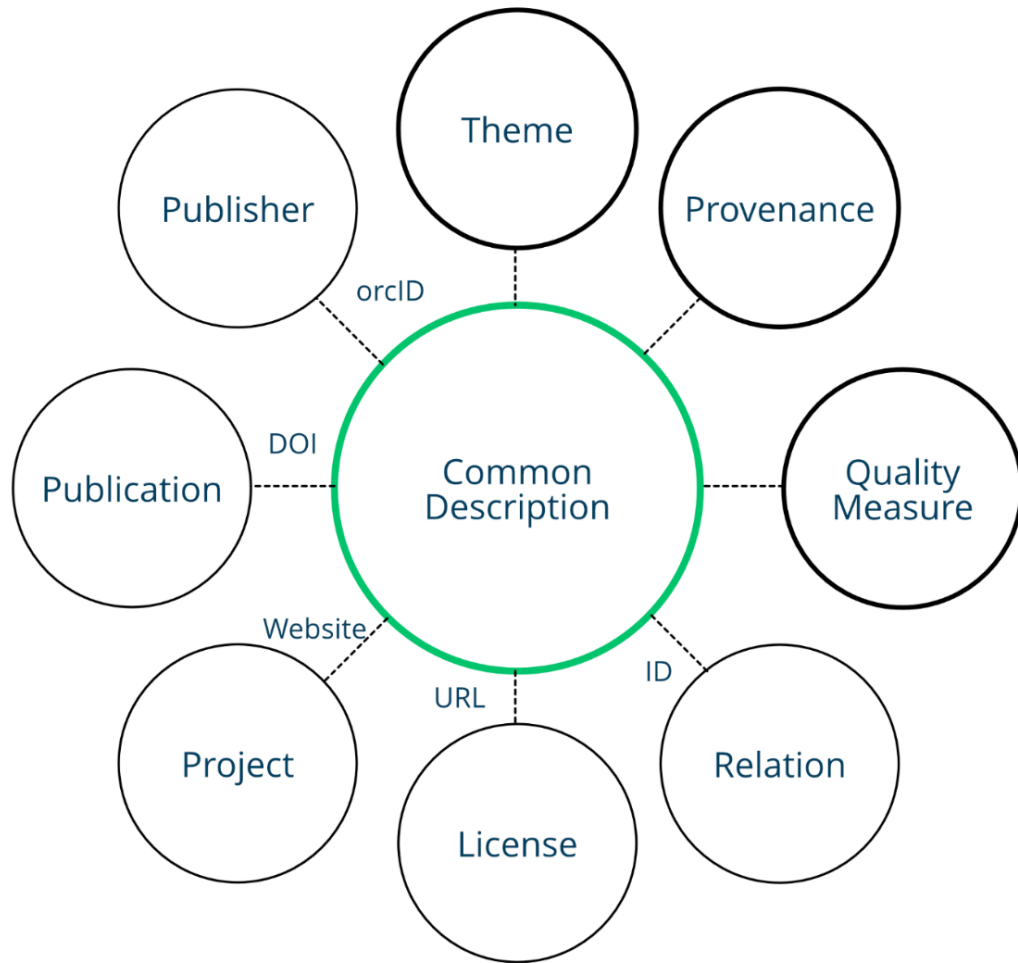 Theme
Publisher
Provenance
orcID
DOI
Publication
Common
Description
Quality
Measure
Website
ID
URL
Project
Relation
License